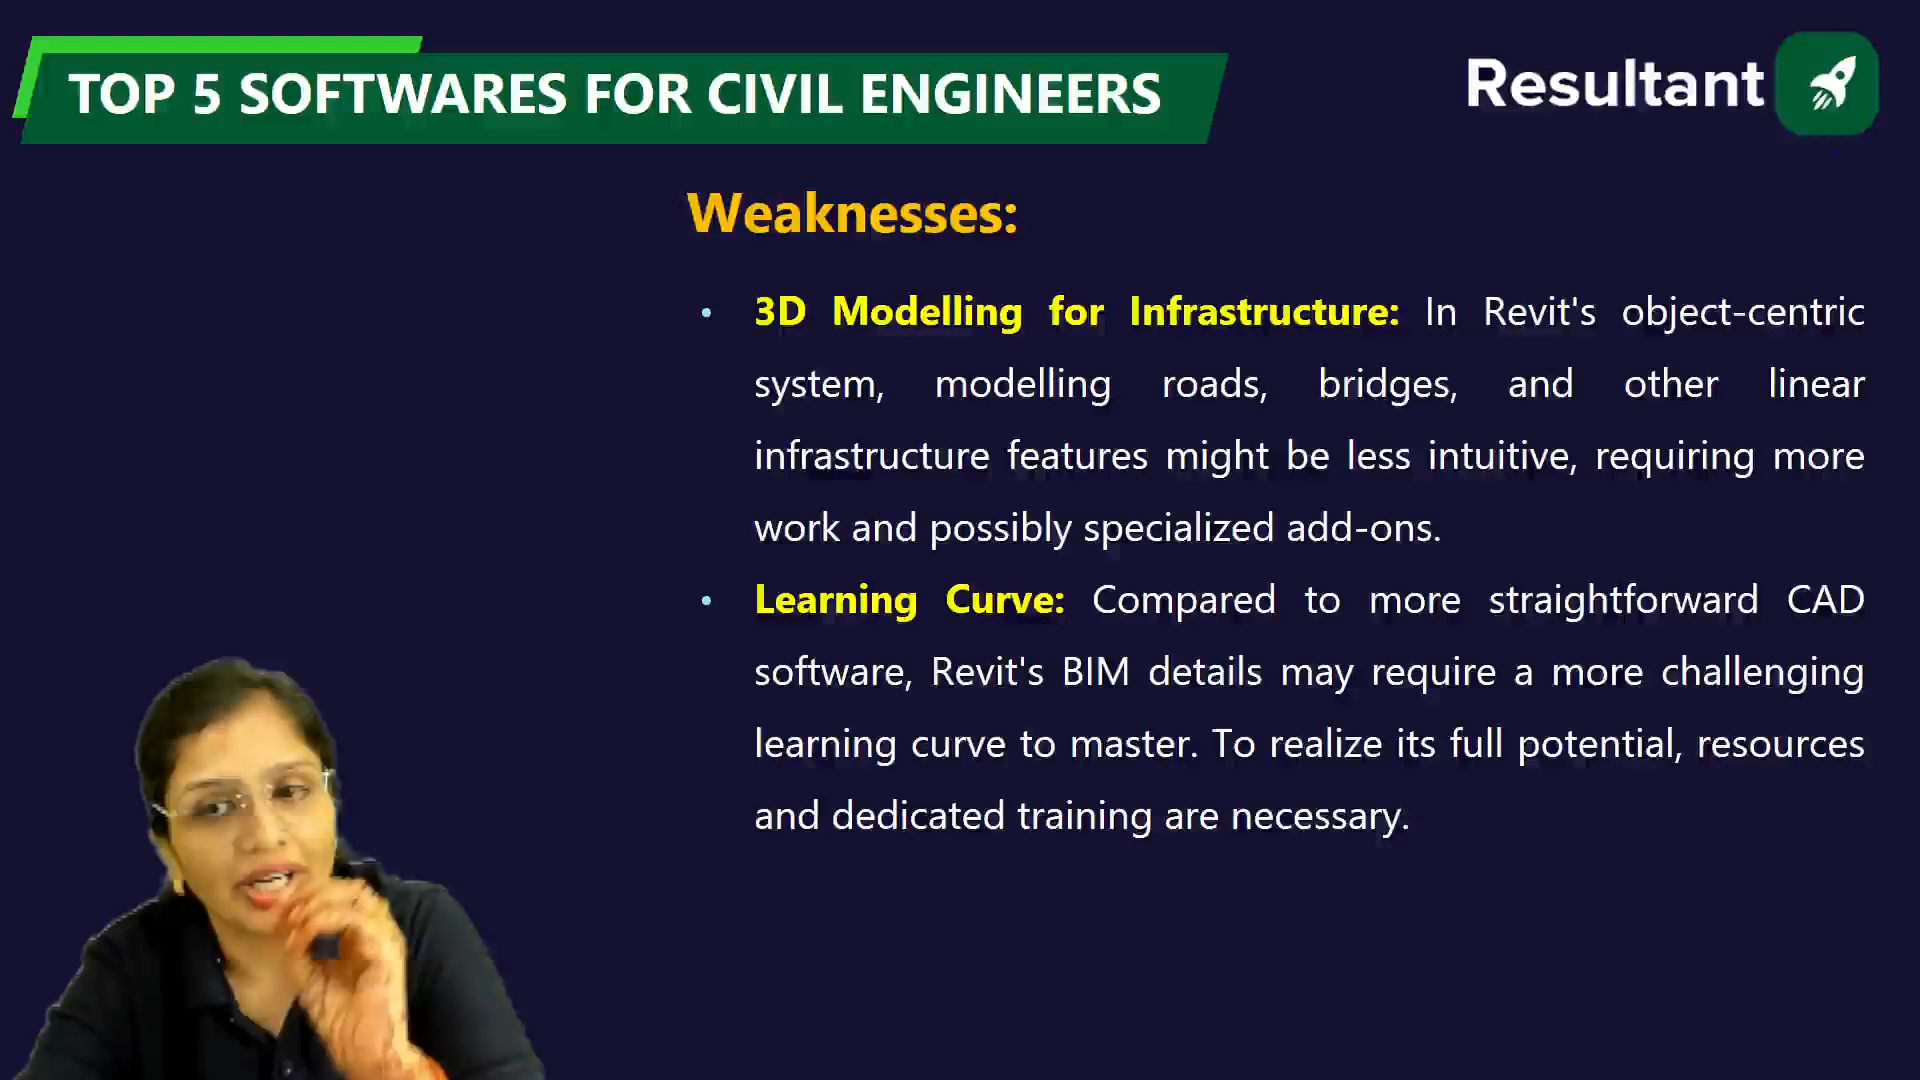 TOP 5 SOFTWARES FOR CIVIL ENGINEERS
Resultant
Weaknesses:
• 3D Modelling for Infrastructure: In Revit's object-centric
system, modelling roads, bridges, and other linear
infrastructure features might be less intuitive, requiring more
work and possibly specialized add-ons.
• Learning Curve: Compared to more straightforward CAD
software, Revit's BIM details may require a more challenging
learning curve to master. To realize its full potential, resources
and dedicated training are necessary.